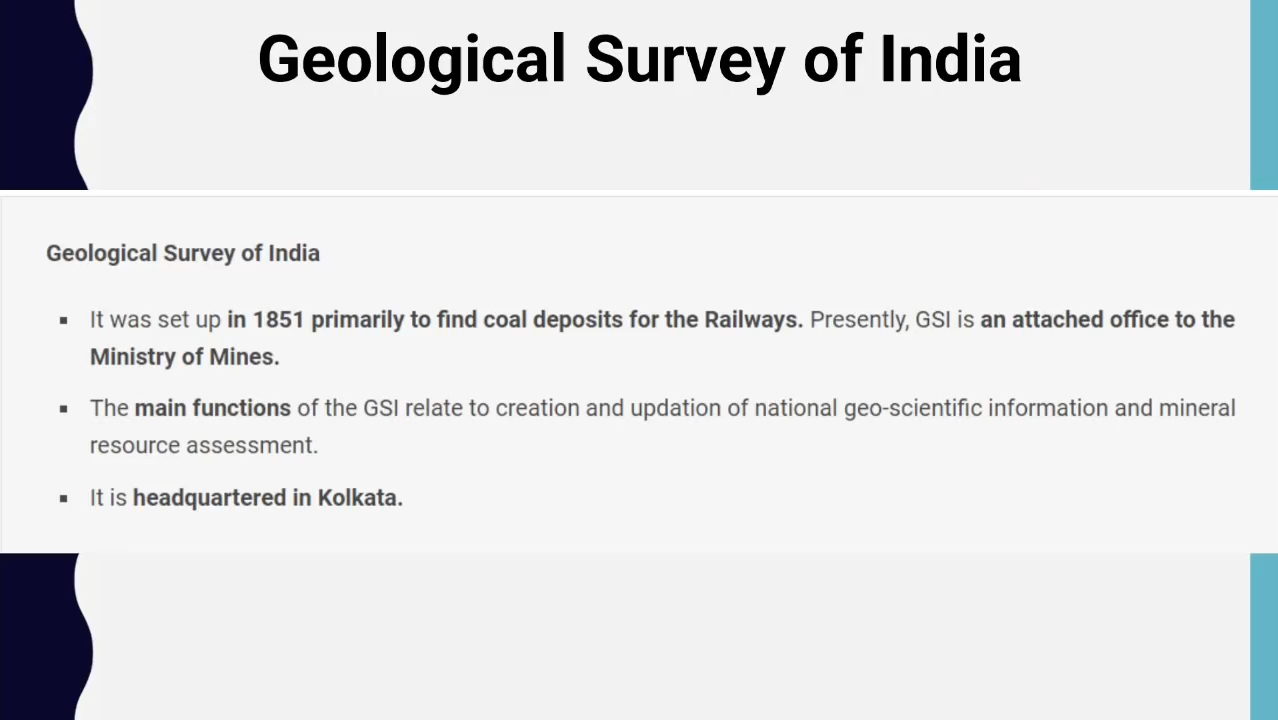 Geological Survey of India
Geological Survey of India
▪ It was set up in 1851 primarily to find coal deposits for the Railways. Presently, GSI is an attached office to the
Ministry of Mines.
▪ The main functions of the GSI relate to creation and updation of national geo-scientific information and mineral
resource assessment.
▪ It is headquartered in Kolkata.